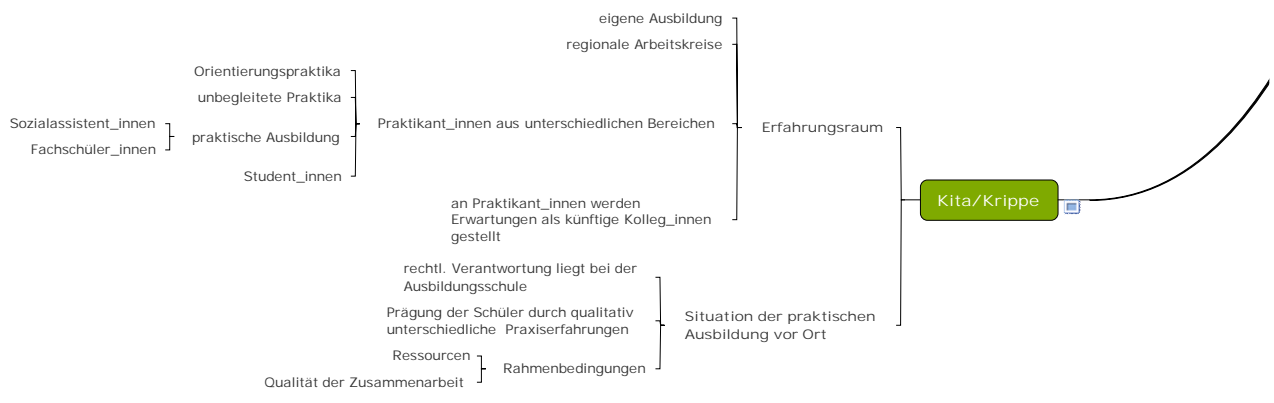 eigene Ausbildung
regionale Arbeitskreise
Orientierungspraktika
unbegleitete Praktika
Sozialassistent_innen
Fachschüler_innen
praktische Ausbildung
Student_innen
Praktikant_innen aus unterschiedlichen Bereichen
an Praktikant_innen werden
Erwartungen als künftige Kolleg_innen
gestellt
Erfahrungsraum
Kita/Krippe
rechtl. Verantwortung liegt bei der
Ausbildungsschule
Prägung der Schüler durch qualitativ
unterschiedliche Praxiserfahrungen
Ressourcen
Qualität der Zusammenarbeit
Rahmenbedingungen
Situation der praktischen
Ausbildung vor Ort